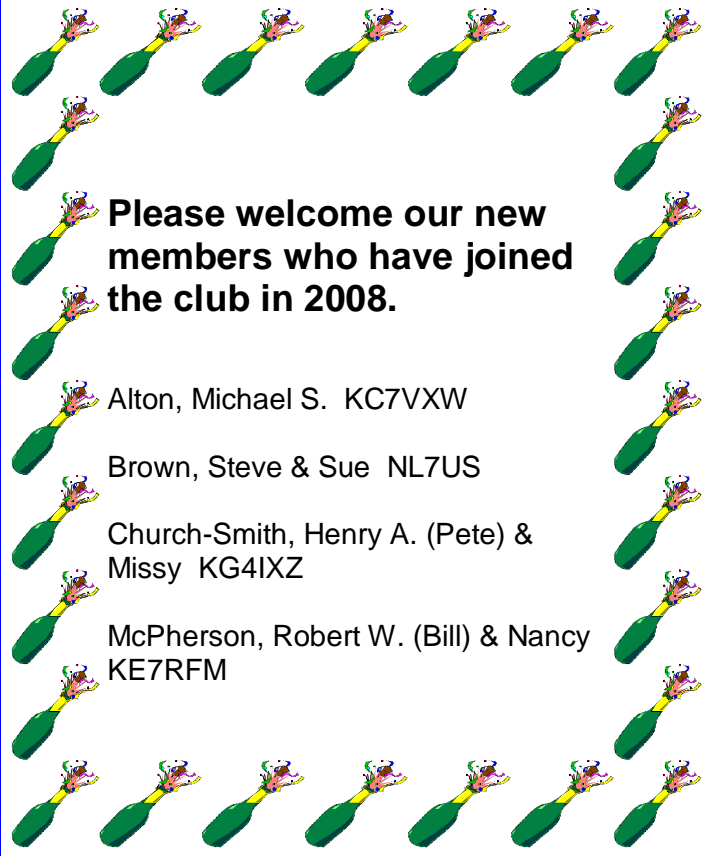 Please welcome our new
members who have joined
the club in 2008.
Alton, Michael S.  KC7VXW
Brown, Steve & Sue  NL7US
Church-Smith, Henry A. (Pete) &
Missy  KG4IXZ
McPherson, Robert W. (Bill) & Nancy
KE7RFM